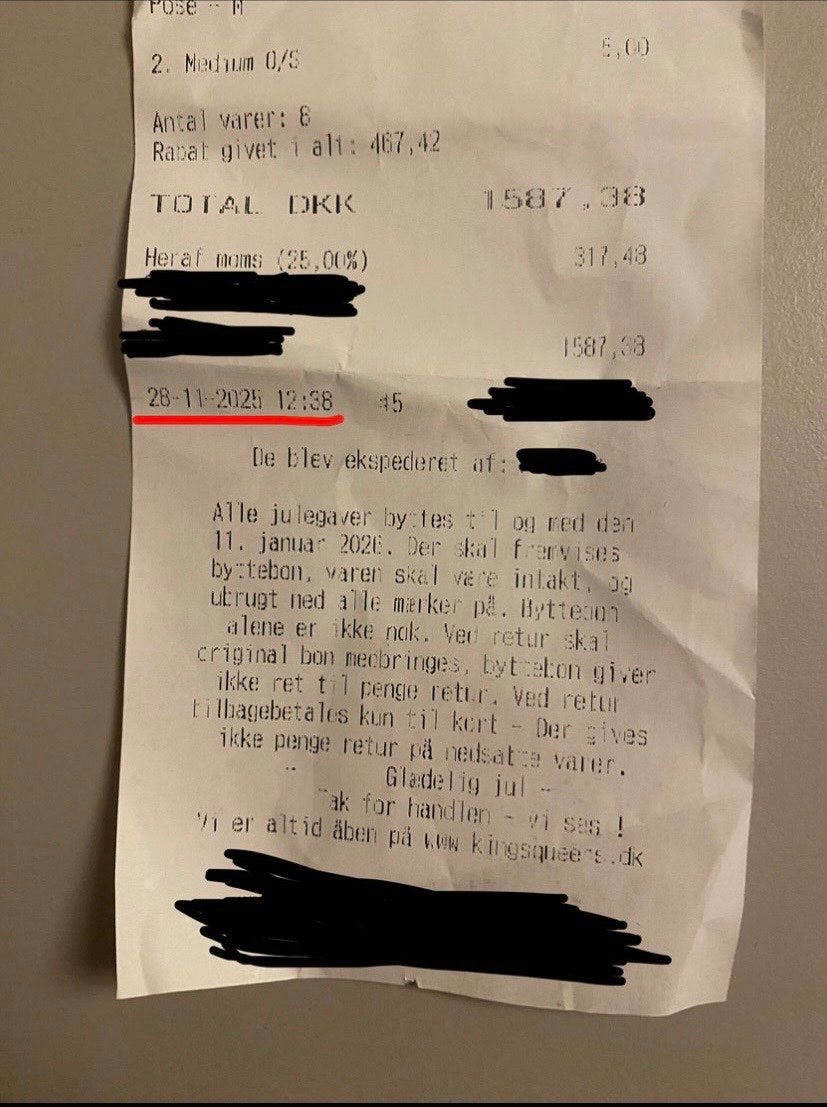 Pose - M
2. Medium O/S 5,00
Antal varer: 8
Rabat givet i alt: 467,42
TOTAL DKK 1587,38
Heraf moms (25,00%) 317,48
1587,38
28-11-2025 12:38 #5
De blev ekspederet af:
Alle julegaver byttes til og med den
11. januar 2026. Der skal fremvises
byttebon, varen skal være intakt, og
ubrugt med alle mærker på. Byttebon
alene er ikke nok. Ved retur skal
original bon medbringes, byttebon giver
ikke ret til penge retur. Ved retur
tilbagebetales kun til kort - Der gives
ikke penge retur på nedsatte varer.
Glædelig jul -
Tak for handlen - vi ses !
Vi er altid åben på www kingsqueens.dk